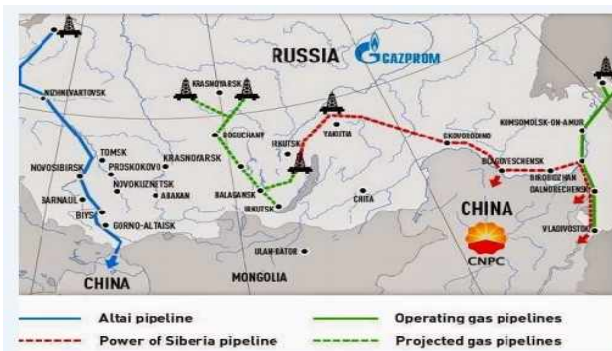 RUSSIA
GAZPROM
KRASNOYARSK
NIZHNEVARTOVSK
YAKUTIA
KOMSOMOLSK-ON-AMUR
BOGUCHANY
SKOVORODINO
TOMSK
PROSKOKOVO
KRASNOYARSK
IRKUTSK
BLGOVESCHENSK
BIROBIDZHAN
NOVOSIBIRSK
NOVOKUZNETSK
ABAKAN
BALAGANSK
CHITA
DALNORECHENSK
BARNAUL
BIYSK
IRKUTSK
CHINA
GORNO-ALTAISK
VLADIVOSTOK
ULAN-BATOR
CNPC
CHINA
MONGOLIA
Altai pipeline
Operating gas pipelines
Power of Siberia pipeline
Projected gas pipelines